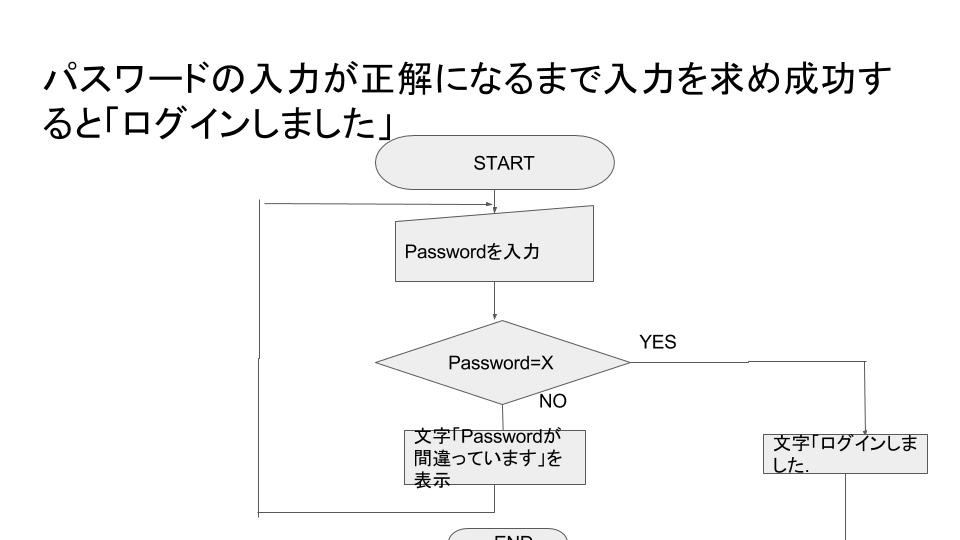 パスワードの入力が正解になるまで入力を求め成功す
ると「ログインしました」
START
Passwordを入力
Password=X
YES
NO
文字「Passwordが
間違っています」を
表示
文字「ログインしま
した.
END